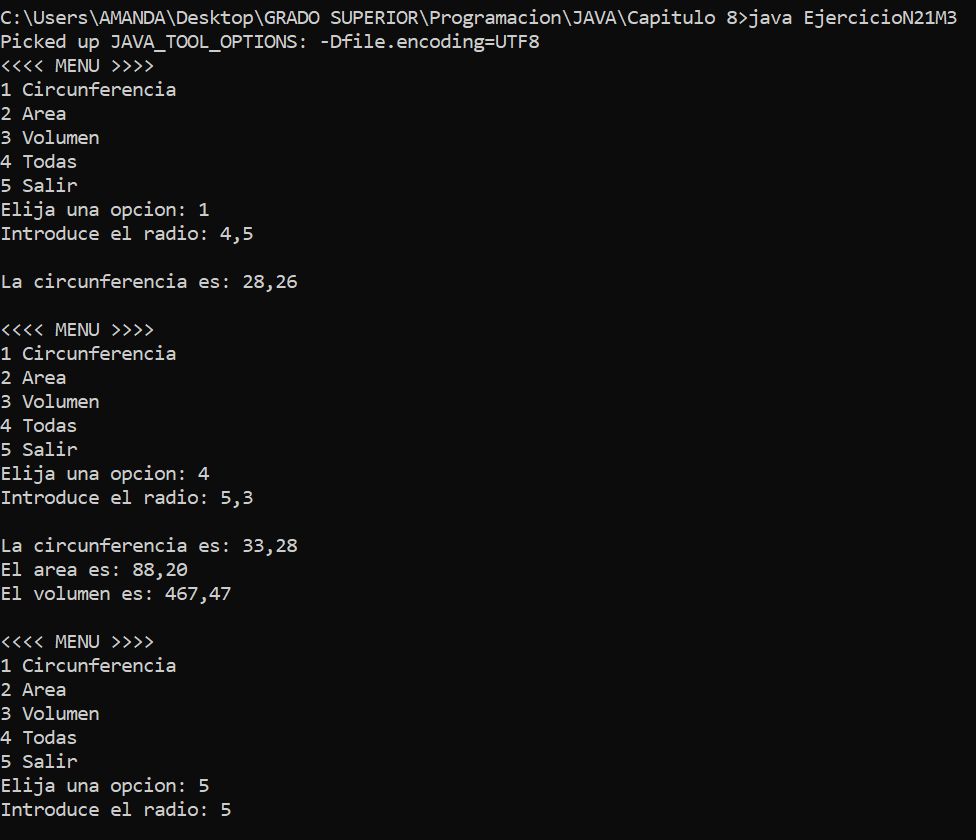 C:\Users\AMANDA\Desktop\GRADO SUPERIOR\Programacion\JAVA\Capitulo 8>java EjercicioN21M3
Picked up JAVA_TOOL_OPTIONS: -Dfile.encoding=UTF8
<<<< MENU >>>>
1 Circunferencia
2 Area
3 Volumen
4 Todas
5 Salir
Elija una opcion: 1
Introduce el radio: 4,5
La circunferencia es: 28,26
<<<< MENU >>>>
1 Circunferencia
2 Area
3 Volumen
4 Todas
5 Salir
Elija una opcion: 4
Introduce el radio: 5,3
La circunferencia es: 33,28
El area es: 88,20
El volumen es: 467,47
<<<< MENU >>>>
1 Circunferencia
2 Area
3 Volumen
4 Todas
5 Salir
Elija una opcion: 5
Introduce el radio: 5